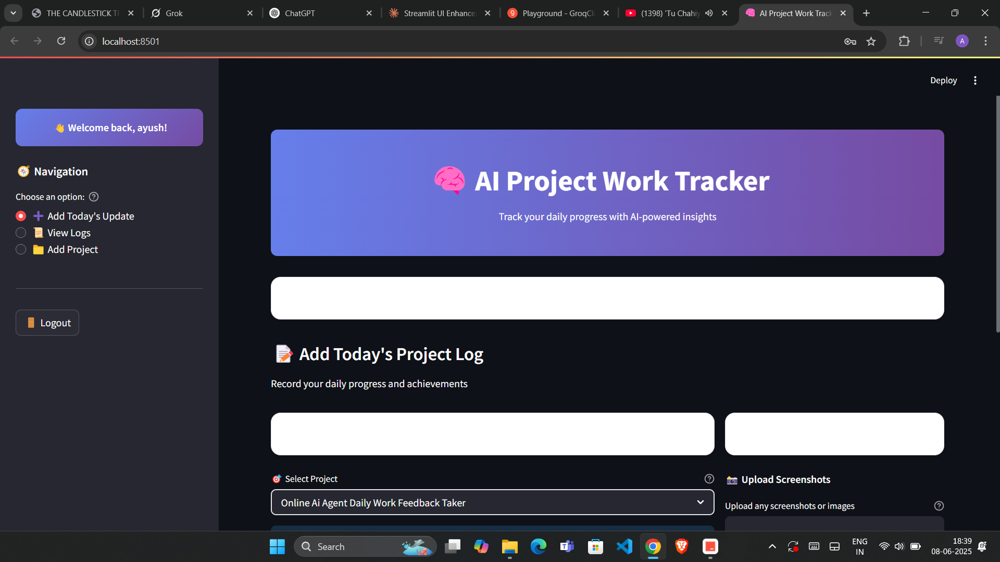 THE CANDLESTICK
Grok
ChatGPT
Streamlit UI Enhance
Playground - GroqCl
(1398) 'Tu Chahiy
AI Project Work Track
localhost:8501
A
Deploy
👋 Welcome back, ayush!
🧭 Navigation
Choose an option:
➕ Add Today's Update
📜 View Logs
📁 Add Project
🚪 Logout
🧠 AI Project Work Tracker
Track your daily progress with AI-powered insights
📝 Add Today's Project Log
Record your daily progress and achievements
🎯 Select Project
Online Ai Agent Daily Work Feedback Taker
📸 Upload Screenshots
Upload any screenshots or images
Search
ENG
IN
18:39
08-06-2025